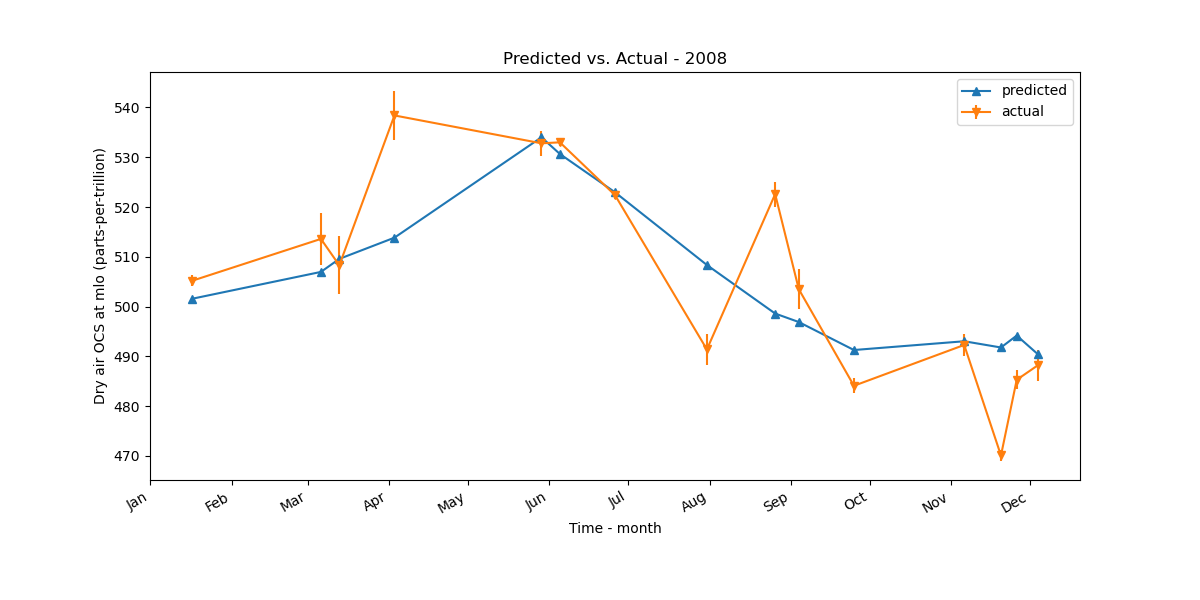 Predicted vs. Actual - 2008
predicted
actual
Dry air OCS at mlo (parts-per-trillion)
540
530
520
510
500
490
480
470
Jan
Feb
Mar
Apr
May
Jun
Jul
Aug
Sep
Oct
Nov
Dec
Time - month